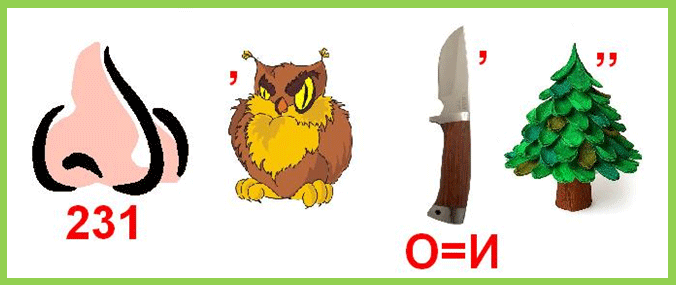 ,
,
,,
231
О=И